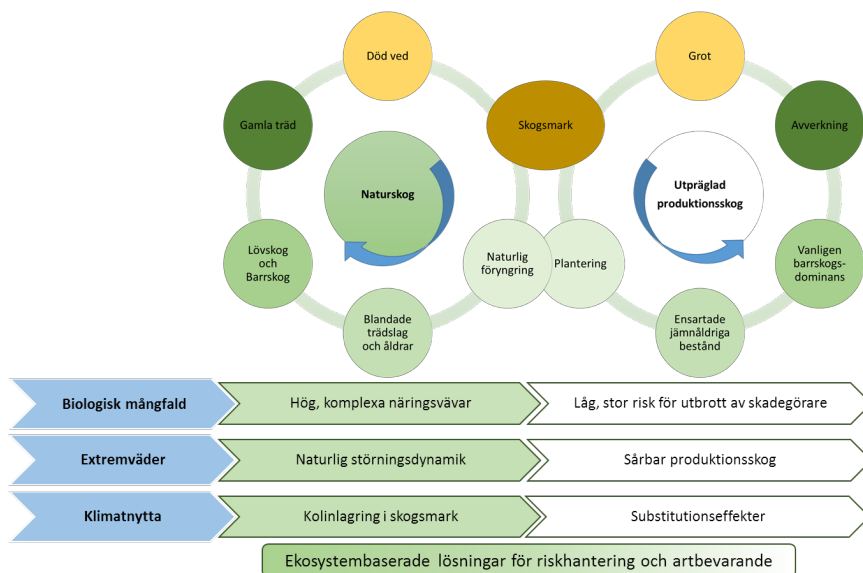 Död ved
Grot
Gamla träd
Skogsmark
Avverkning
Naturskog
Utpräglad
produktionsskog
Lövskog
och
Barrskog
Naturlig
föryngring
Plantering
Vanligen
barrskogs-
dominans
Blandade
trädslag
och åldrar
Ensartade
jämnåldriga
bestånd
Biologisk mångfald
Hög, komplexa näringsvävar
Låg, stor risk för utbrott av skadegörare
Extremväder
Naturlig störningsdynamik
Sårbar produktionsskog
Klimatnytta
Kolinlagring i skogsmark
Substitutionseffekter
Ekosystembaserade lösningar för riskhantering och artbevarande